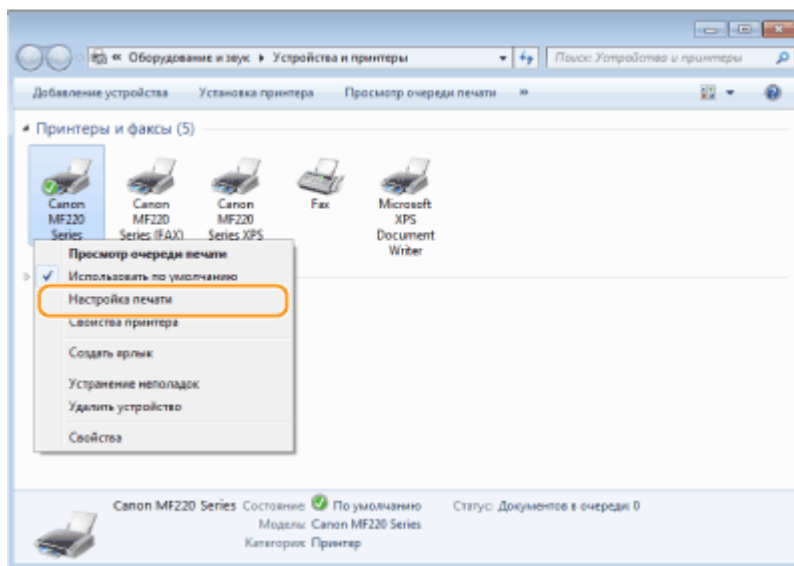 « Оборудование и звук ▸ Устройства и принтеры
Поиск: Устройства и принтеры
Добавление устройства Установка принтера Просмотр очереди печати »
Принтеры и факсы (5)
Canon MF220 Series
Canon MF220 Series (FAX)
Canon MF220 Series XPS
Fax
Microsoft XPS Document Writer
Просмотр очереди печати
Использовать по умолчанию
Настройка печати
Свойства принтера
Создать ярлык
Устранение неполадок
Удалить устройство
Свойства
Canon MF220 Series Состояние: По умолчанию Статус: Документов в очереди: 0
Модель: Canon MF220 Series
Категория: Принтер